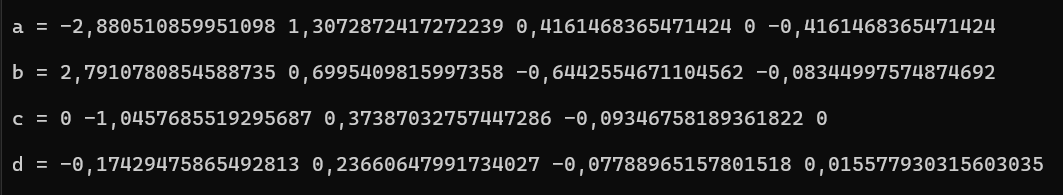 a = -2,880510859951098 1,3072872417272239 0,4161468365471424 0 -0,4161468365471424
b = 2,7910780854588735 0,6995409815997358 -0,6442554671104562 -0,08344997574874692
c = 0 -1,0457685519295687 0,37387032757447286 -0,09346758189361822 0
d = -0,17429475865492813 0,23660647991734027 -0,07788965157801518 0,015577930315603035